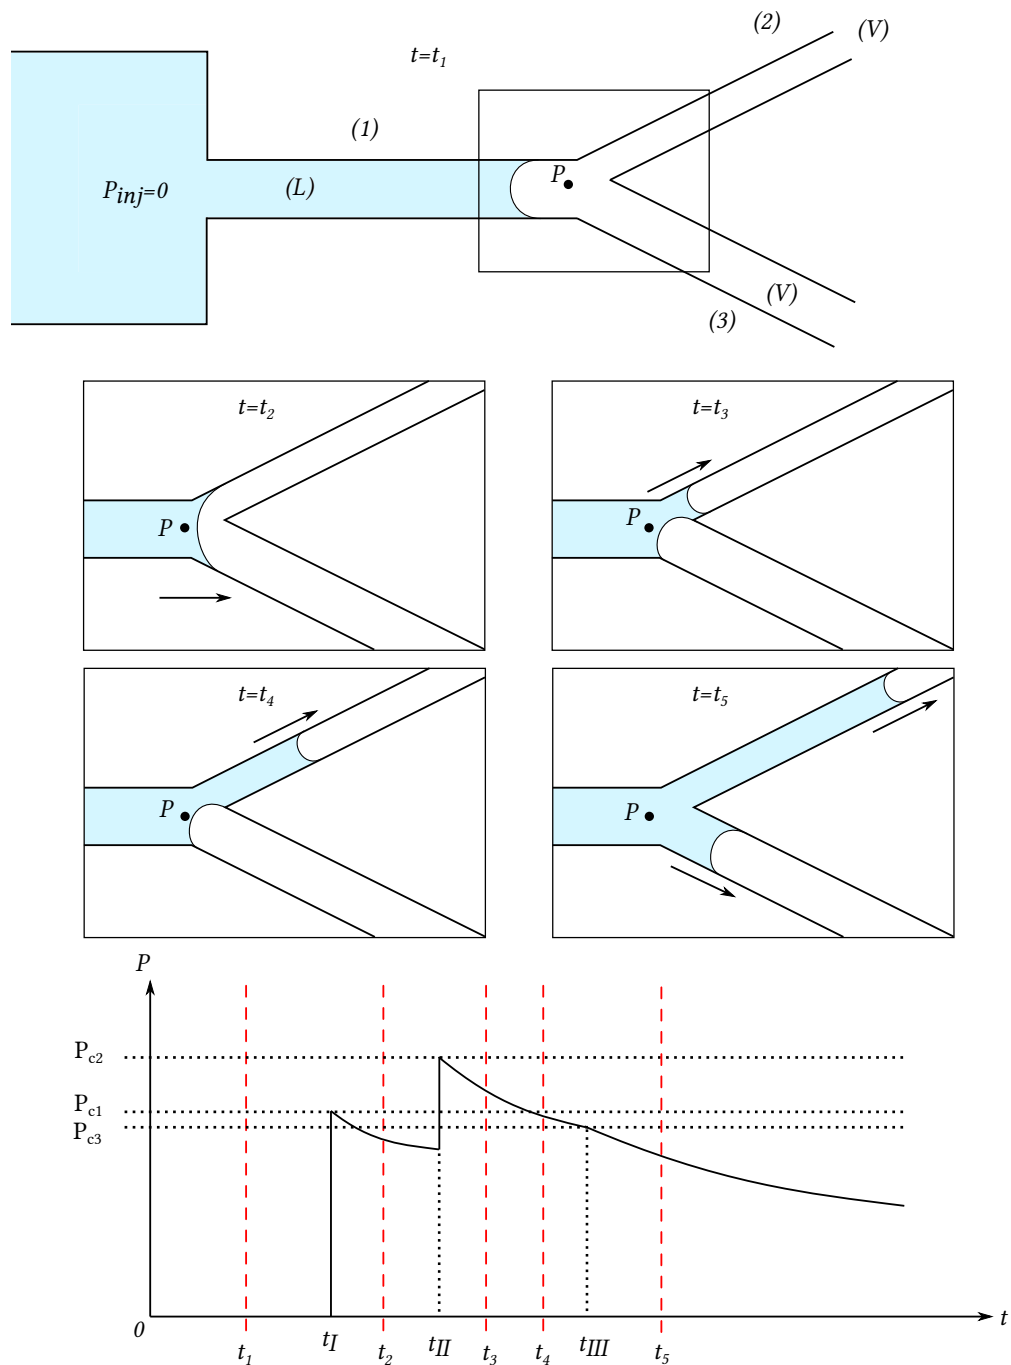 (2)
(V)
t=t1
(1)
P
Pinj=0
(L)
(V)
(3)
t=t2
P
t=t3
P
t=t4
P
t=t5
P
P
Pc2
Pc1
Pc3
0
t1
tI
t2
tII
t3
t4
tIII
t5
t